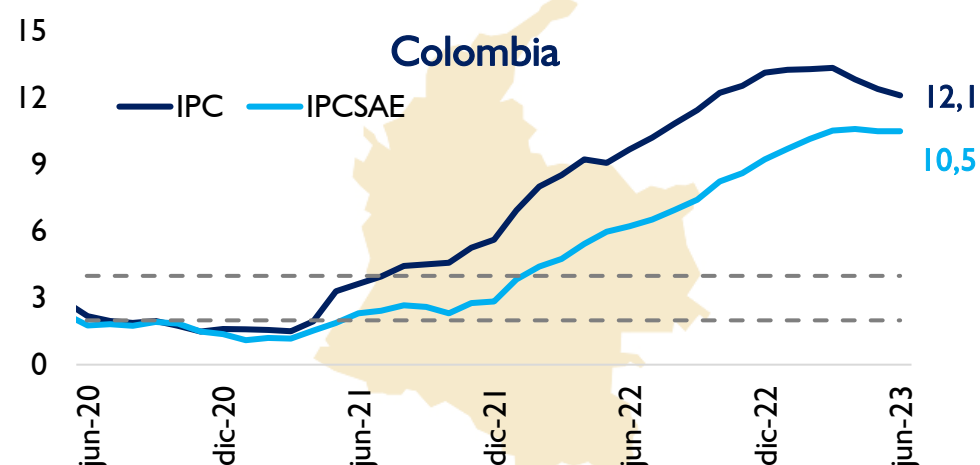 Colombia
IPC
IPCSAE
15
12
9
6
3
0
12,1
10,5
jun-20
dic-20
jun-21
dic-21
jun-22
dic-22
jun-23